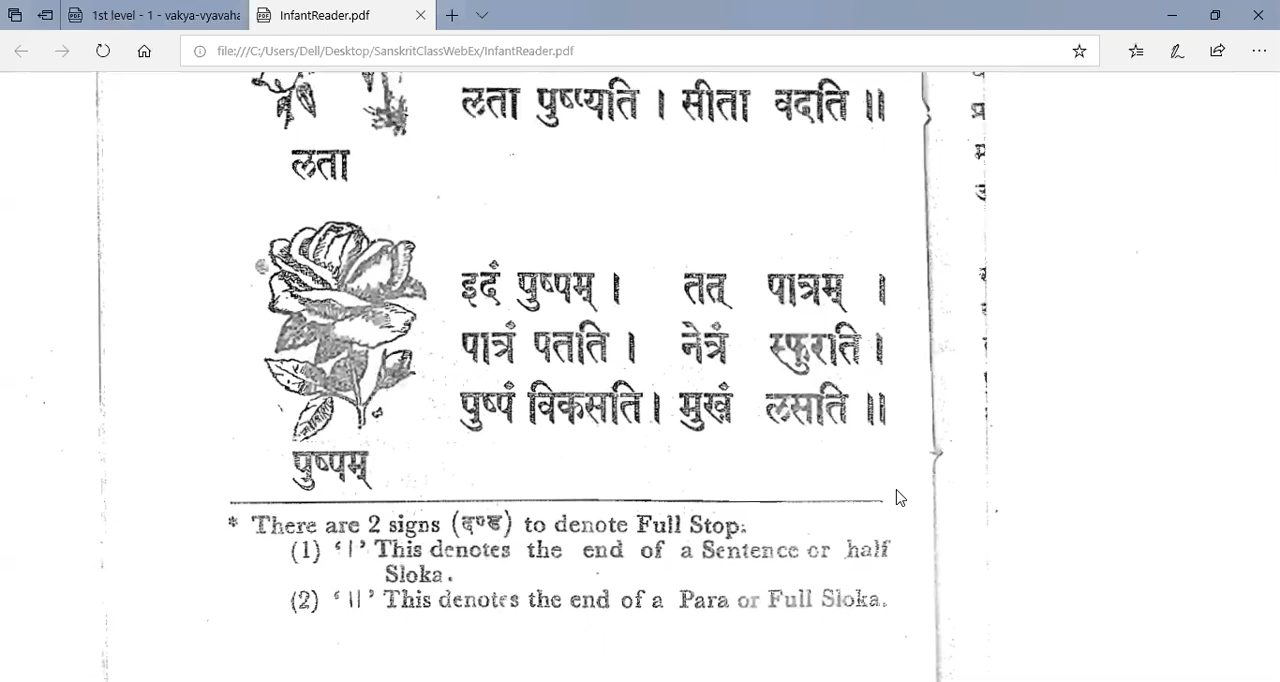 1st level - 1 - vakya-vyavaha
InfantReader.pdf
file:///C:/Users/Dell/Desktop/SanskritClassWebEx/InfantReader.pdf
लता पुष्प्यति । सीता वदति ॥
लता
इदं पुष्पम् । तत् पात्रम् ।
पात्रं पतति । नेत्रं स्फुरति ।
पुष्पं विकसति । मुखं लसति ॥
पुष्पम्
* There are 2 signs (दण्ड) to denote Full Stop.
(1) ‘।’ This denotes the end of a Sentence or half
Sloka.
(2) ‘॥’ This denotes the end of a Para or Full Sloka.